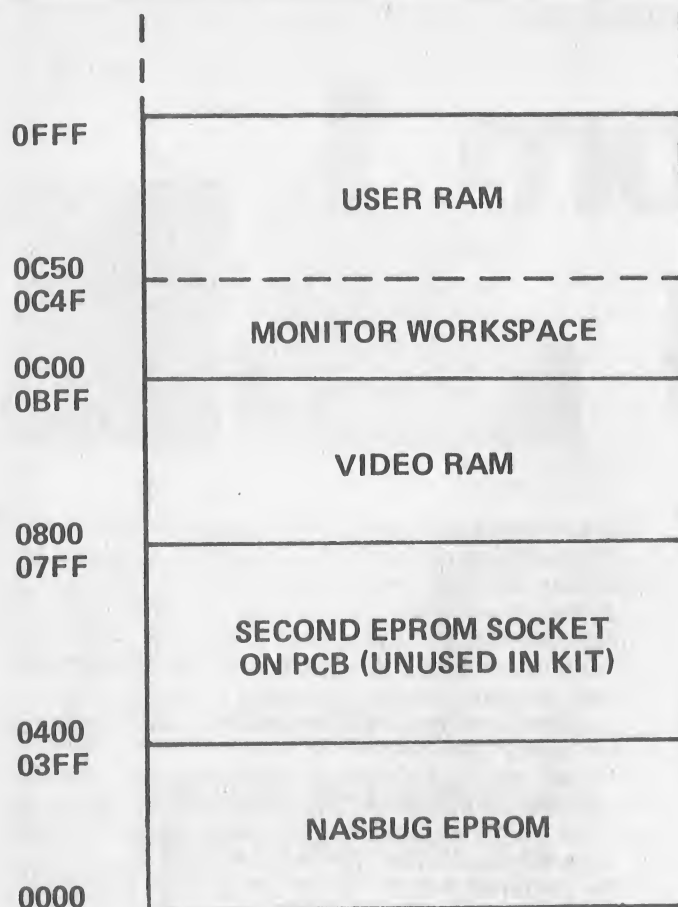 0FFF
USER RAM
0C50
0C4F
MONITOR WORKSPACE
0C00
0BFF
VIDEO RAM
0800
07FF
SECOND EPROM SOCKET
ON PCB (UNUSED IN KIT)
0400
03FF
NASBUG EPROM
0000